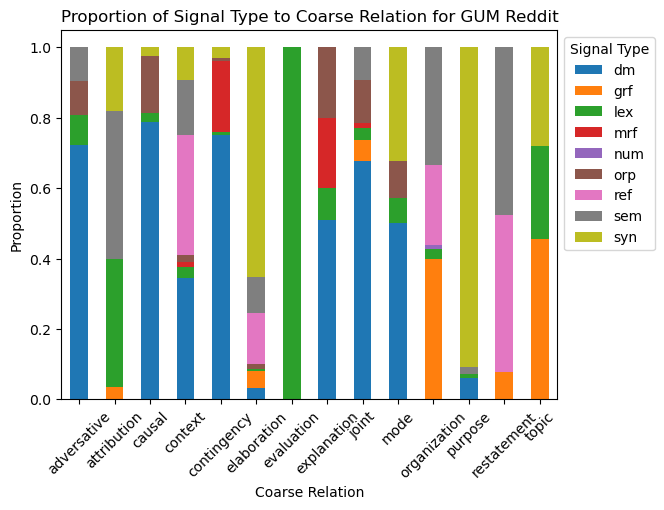 Proportion of Signal Type to Coarse Relation for GUM Reddit
Signal Type
dm
grf
lex
mrf
num
orp
ref
sem
syn
Proportion
1.0
0.8
0.6
0.4
0.2
0.0
adversative
attribution
causal
context
contingency
elaboration
evaluation
explanation
joint
mode
organization
purpose
restatement
topic
Coarse Relation